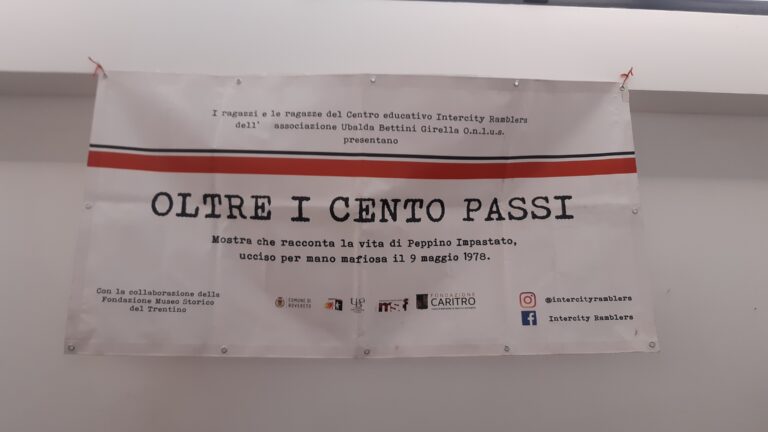 I ragazzi e le ragazze del Centro educativo Intercity Ramblers
dell' associazione Ubalda Bettini Girella O.n.l.u.s.
presentano
OLTRE I CENTO PASSI
Mostra che racconta la vita di Peppino Impastato,
ucciso per mano mafiosa il 9 maggio 1978.
Con la collaborazione della
Fondazione Museo Storico
del Trentino
COMUNE DI
ROVERETO
FONDAZIONE
CARITRO
@intercityramblers
Intercity Ramblers